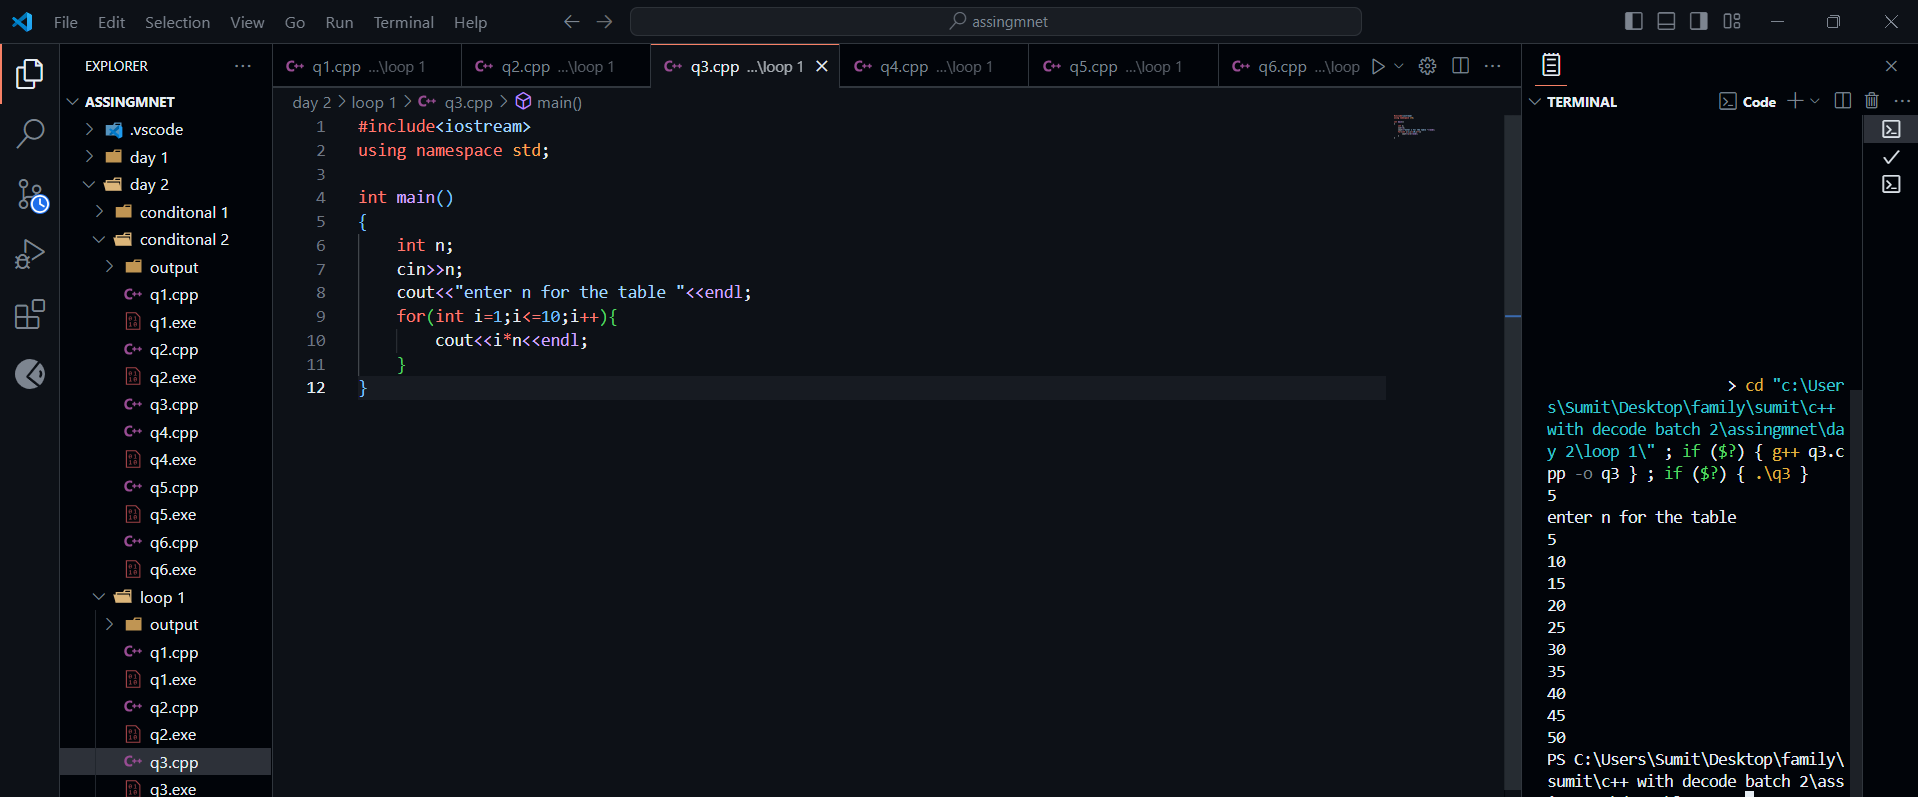 File Edit Selection View Go Run Terminal Help
assingmnet
EXPLORER
ASSINGMNET
.vscode
day 1
day 2
conditonal 1
conditonal 2
output
q1.cpp
q1.exe
q2.cpp
q2.exe
q3.cpp
q4.cpp
q4.exe
q5.cpp
q5.exe
q6.cpp
q6.exe
loop 1
output
q1.cpp
q1.exe
q2.cpp
q2.exe
q3.cpp
q3.exe
q1.cpp ...\loop 1
q2.cpp ...\loop 1
q3.cpp ...\loop 1
q4.cpp ...\loop 1
q5.cpp ...\loop 1
q6.cpp ...\loop
day 2 > loop 1 > q3.cpp > main()
1 #include<iostream>
2 using namespace std;
3
4 int main()
5 {
6 int n;
7 cin>>n;
8 cout<<"enter n for the table "<<endl;
9 for(int i=1;i<=10;i++){
10 cout<<i*n<<endl;
11 }
12 }
TERMINAL
Code
> cd "c:\User
s\Sumit\Desktop\family\sumit\c++
with decode batch 2\assingmnet\da
y 2\loop 1\" ; if ($?) { g++ q3.c
pp -o q3 } ; if ($?) { .\q3 }
5
enter n for the table
5
10
15
20
25
30
35
40
45
50
PS C:\Users\Sumit\Desktop\family\
sumit\c++ with decode batch 2\ass